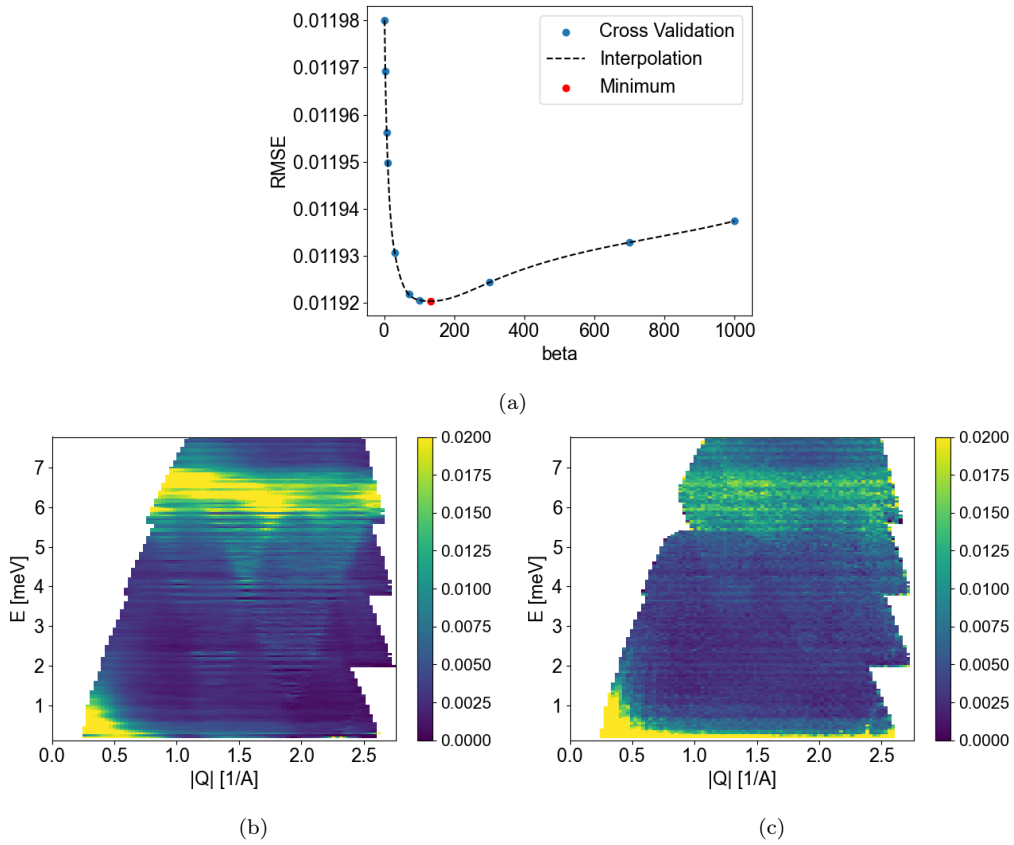 0.01198
0.01197
0.01196
0.01195
0.01194
0.01193
0.01192
RMSE
Cross Validation
Interpolation
Minimum
0 200 400 600 800 1000
beta
(a)
7
6
5
4
3
2
1
E [meV]
0.0 0.5 1.0 1.5 2.0 2.5
|Q| [1/A]
0.0200
0.0175
0.0150
0.0125
0.0100
0.0075
0.0050
0.0025
0.0000
(b)
7
6
5
4
3
2
1
E [meV]
0.0 0.5 1.0 1.5 2.0 2.5
|Q| [1/A]
0.0200
0.0175
0.0150
0.0125
0.0100
0.0075
0.0050
0.0025
0.0000
(c)